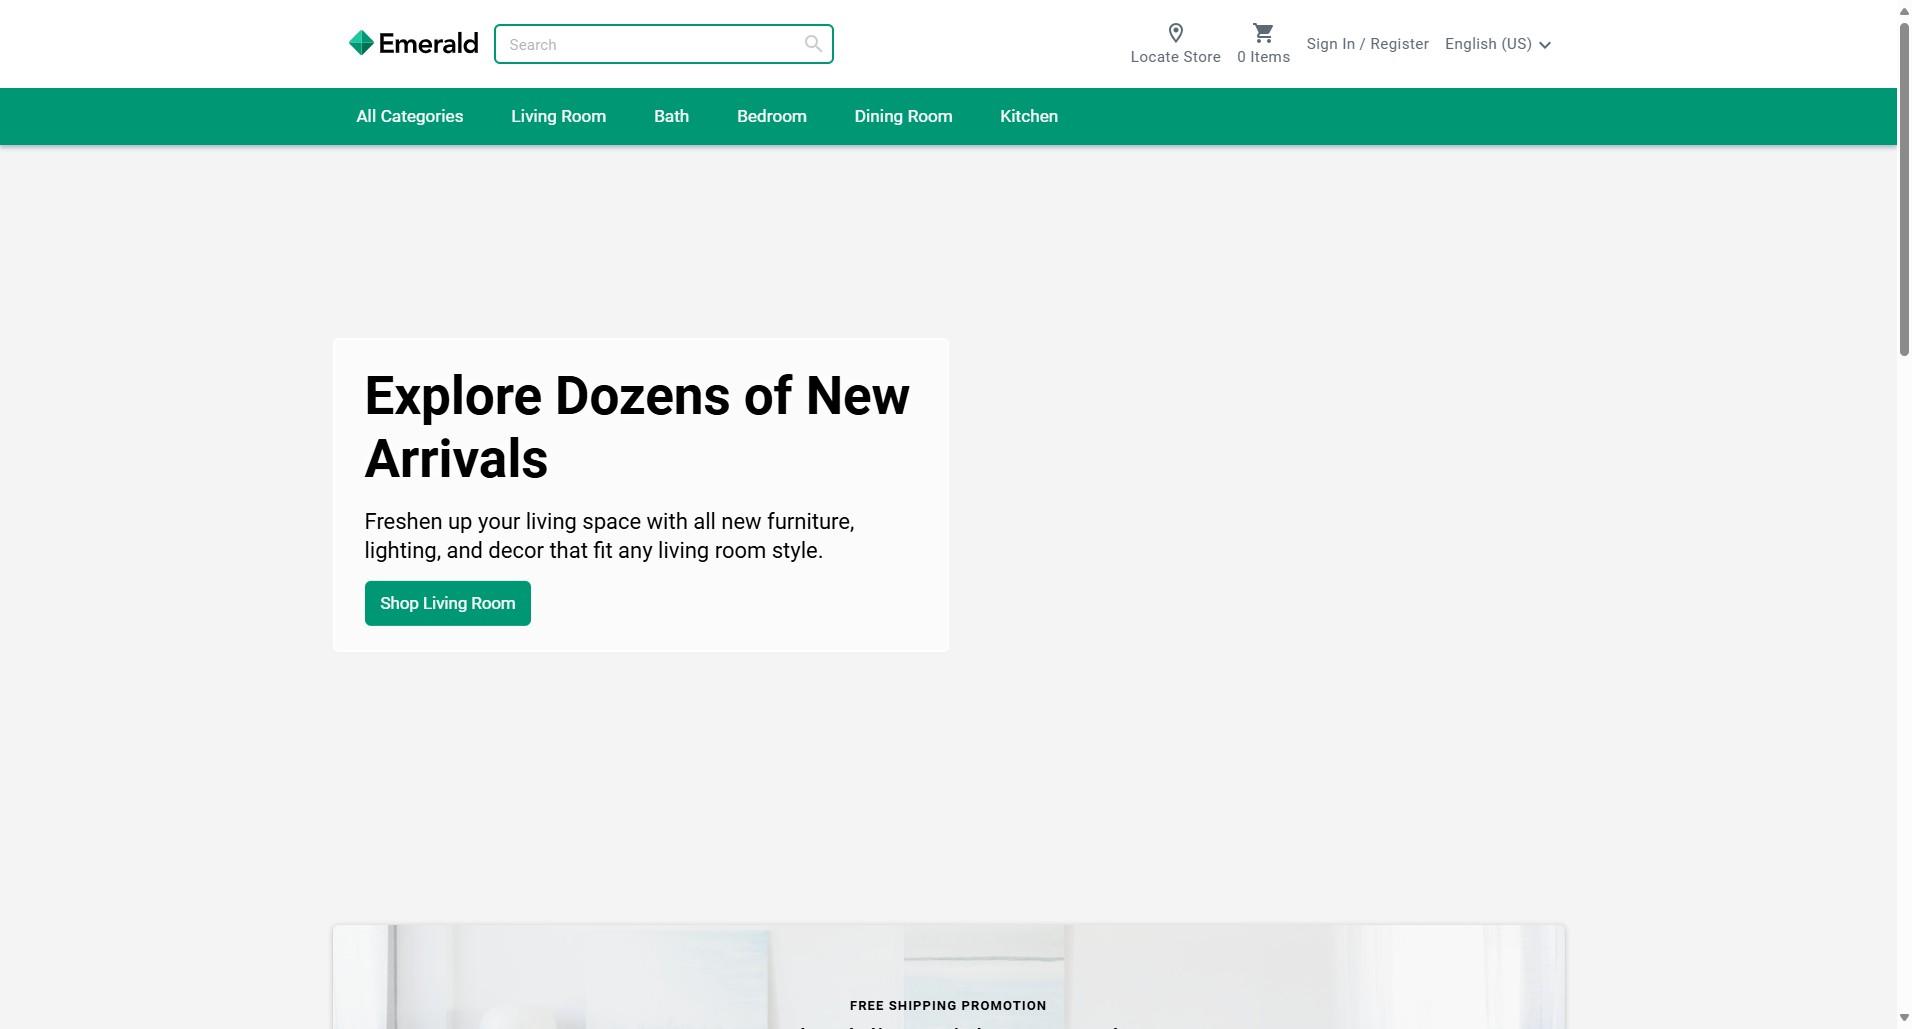 Emerald
Search
Locate Store
0 Items
Sign In / Register
English (US)
All Categories
Living Room
Bath
Bedroom
Dining Room
Kitchen
Explore Dozens of New
Arrivals
Freshen up your living space with all new furniture,
lighting, and decor that fit any living room style.
Shop Living Room
FREE SHIPPING PROMOTION